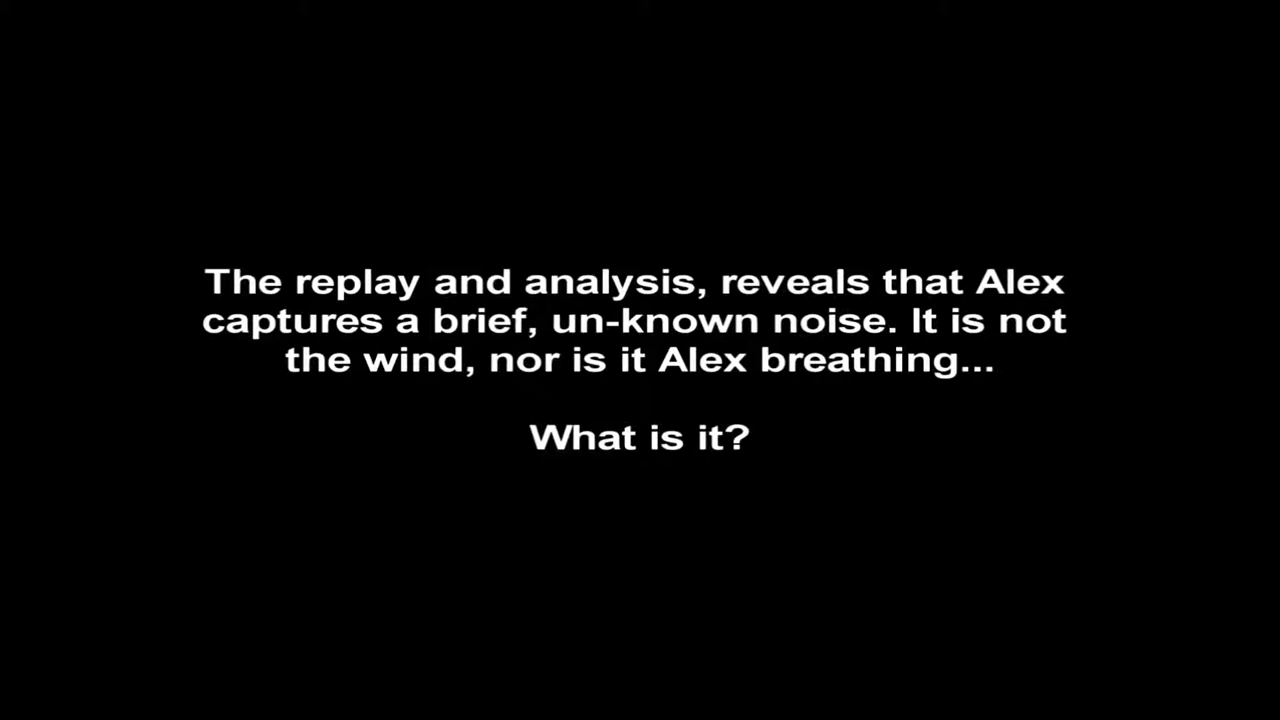 The replay and analysis, reveals that Alex
captures a brief, un-known noise. It is not
the wind, nor is it Alex breathing...
What is it?